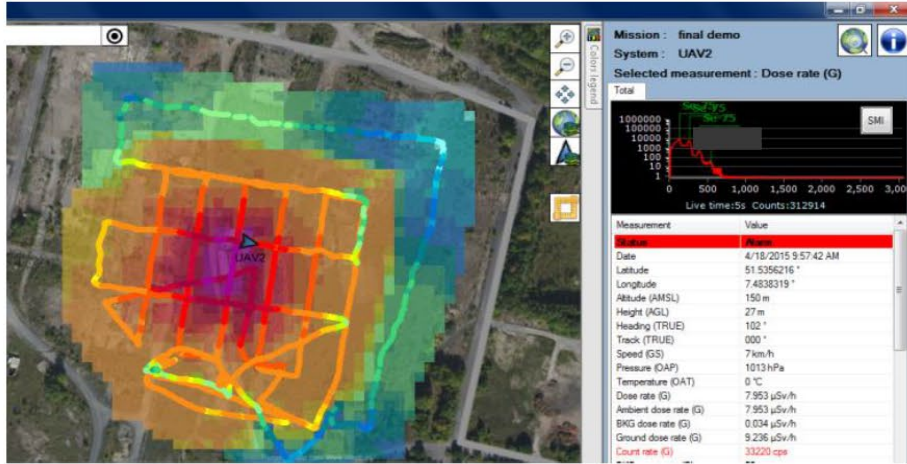 Mission : final demo
System : UAV2
Selected measurement : Dose rate (G)
Colors legend
Total
Se-75
SMI
1000000
100000
10000
1000
100
10
1
0 500 1,000 1,500 2,000 2,500 3,000
Live time:5s Counts:312914
UAV2
Measurement Value
Status Alarm
Date 4/18/2015 9:57:42 AM
Latitude 51.5356216 °
Longitude 7.4838319 °
Altitude (AMSL) 150 m
Height (AGL) 27 m
Heading (TRUE) 102 °
Track (TRUE) 000 °
Speed (GS) 7 km/h
Pressure (OAP) 1013 hPa
Temperature (OAT) 0 °C
Dose rate (G) 7.953 µSv/h
Ambient dose rate (G) 7.953 µSv/h
BKG dose rate (G) 0.034 µSv/h
Ground dose rate (G) 9.236 µSv/h
Count rate (G) 33220 cps